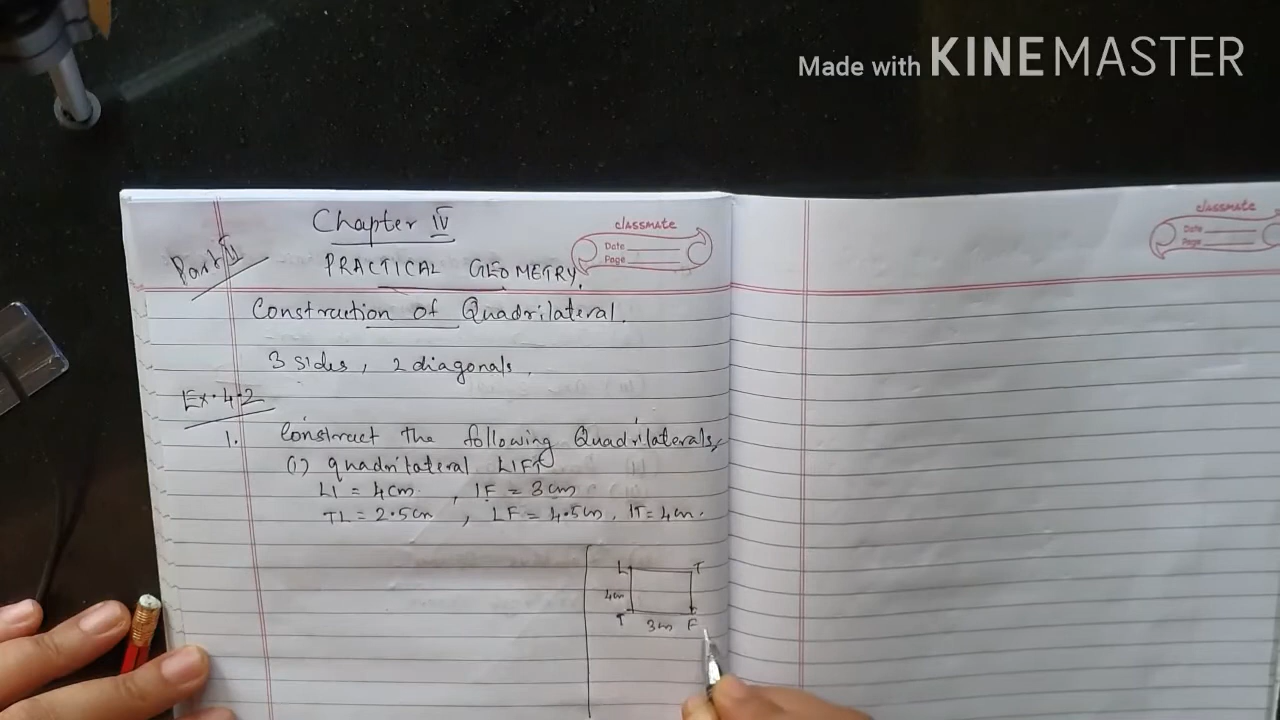 Made with KINEMASTER
Chapter IV
classmate
Part II
Date
Page
PRACTICAL GEOMETRY.
Construction of Quadrilateral.
3 sides, 2 diagonals.
Ex. 4.2
1. Construct the following Quadrilaterals,
(i) quadrilateral LIFT
LI = 4cm, IF = 3cm
TL = 2.5cm, LF = 4.5cm, IT = 4cm.
L T
4cm
3cm F
classmate
Date
Page